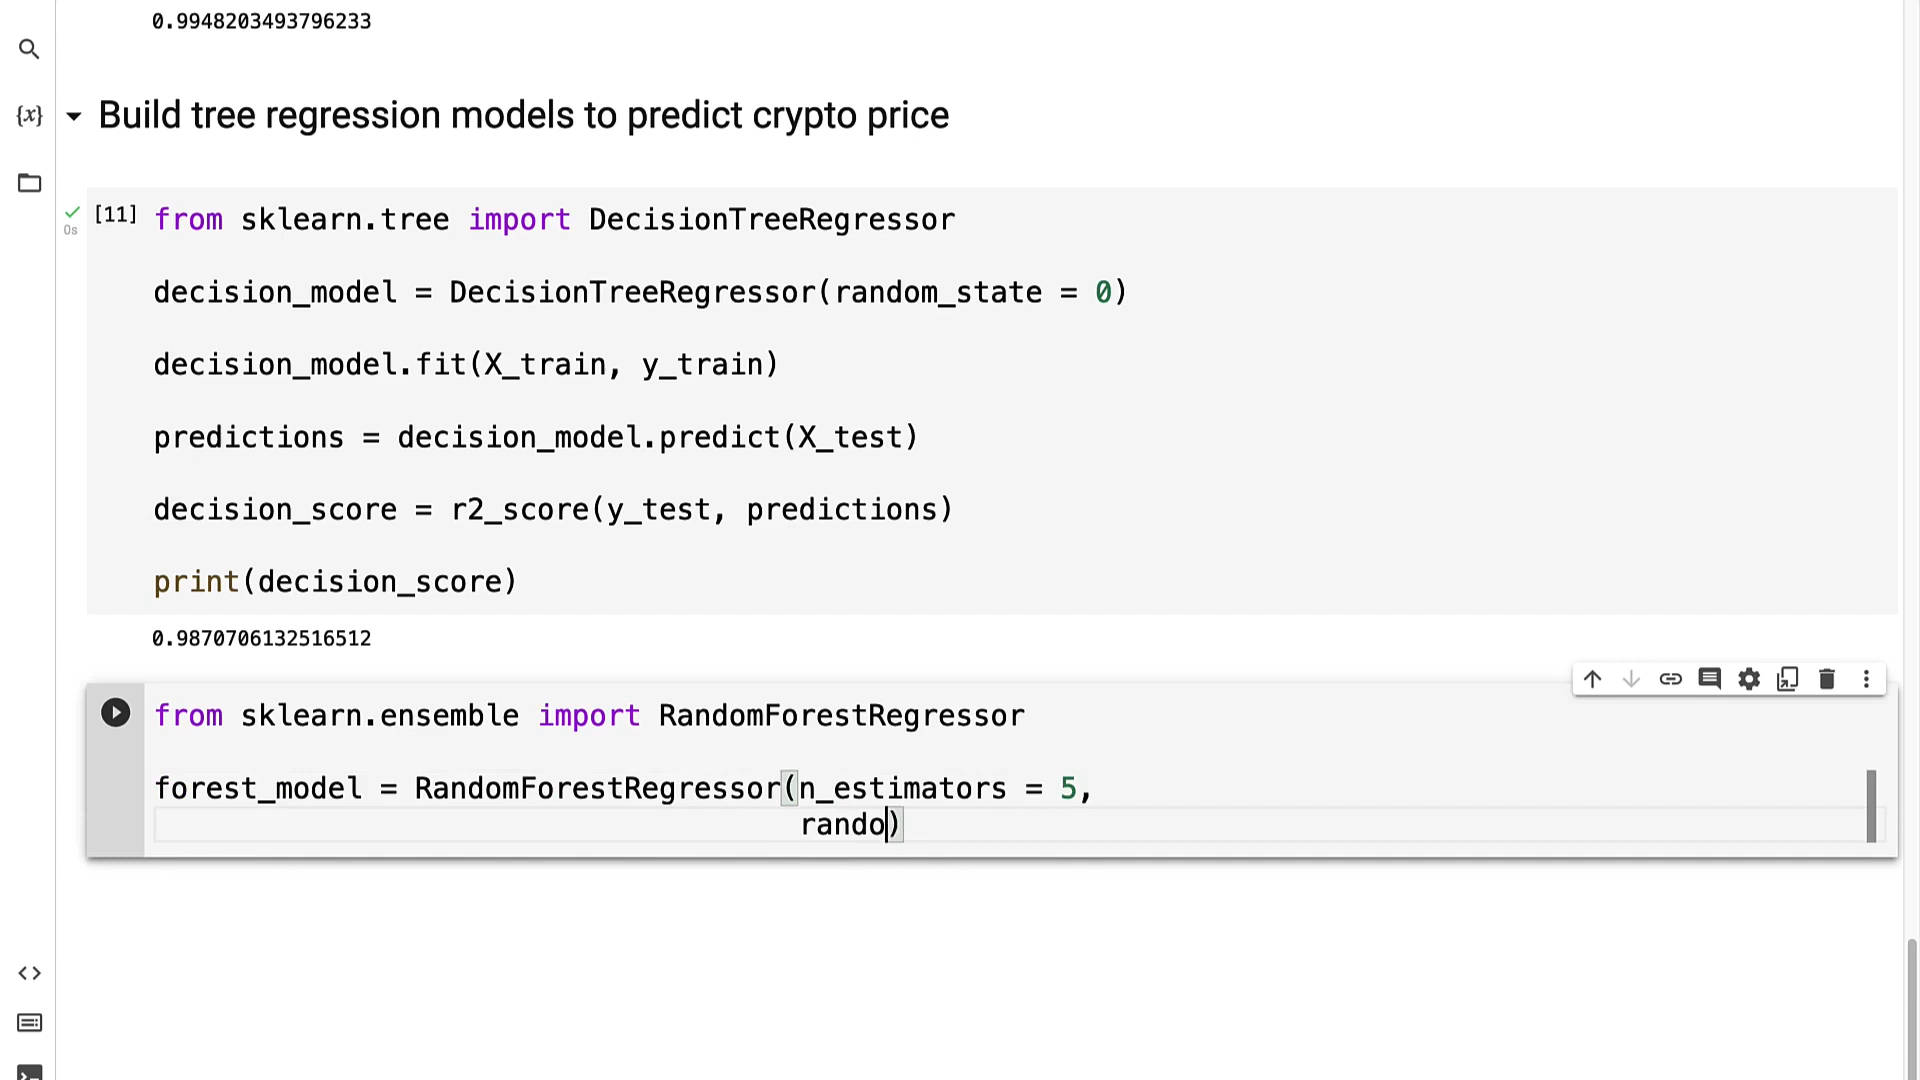 0.9948203493796233
{x}
Build tree regression models to predict crypto price
0s
[11]
from sklearn.tree import DecisionTreeRegressor
decision_model = DecisionTreeRegressor(random_state = 0)
decision_model.fit(X_train, y_train)
predictions = decision_model.predict(X_test)
decision_score = r2_score(y_test, predictions)
print(decision_score)
0.9870706132516512
from sklearn.ensemble import RandomForestRegressor
forest_model = RandomForestRegressor(n_estimators = 5,
rando)